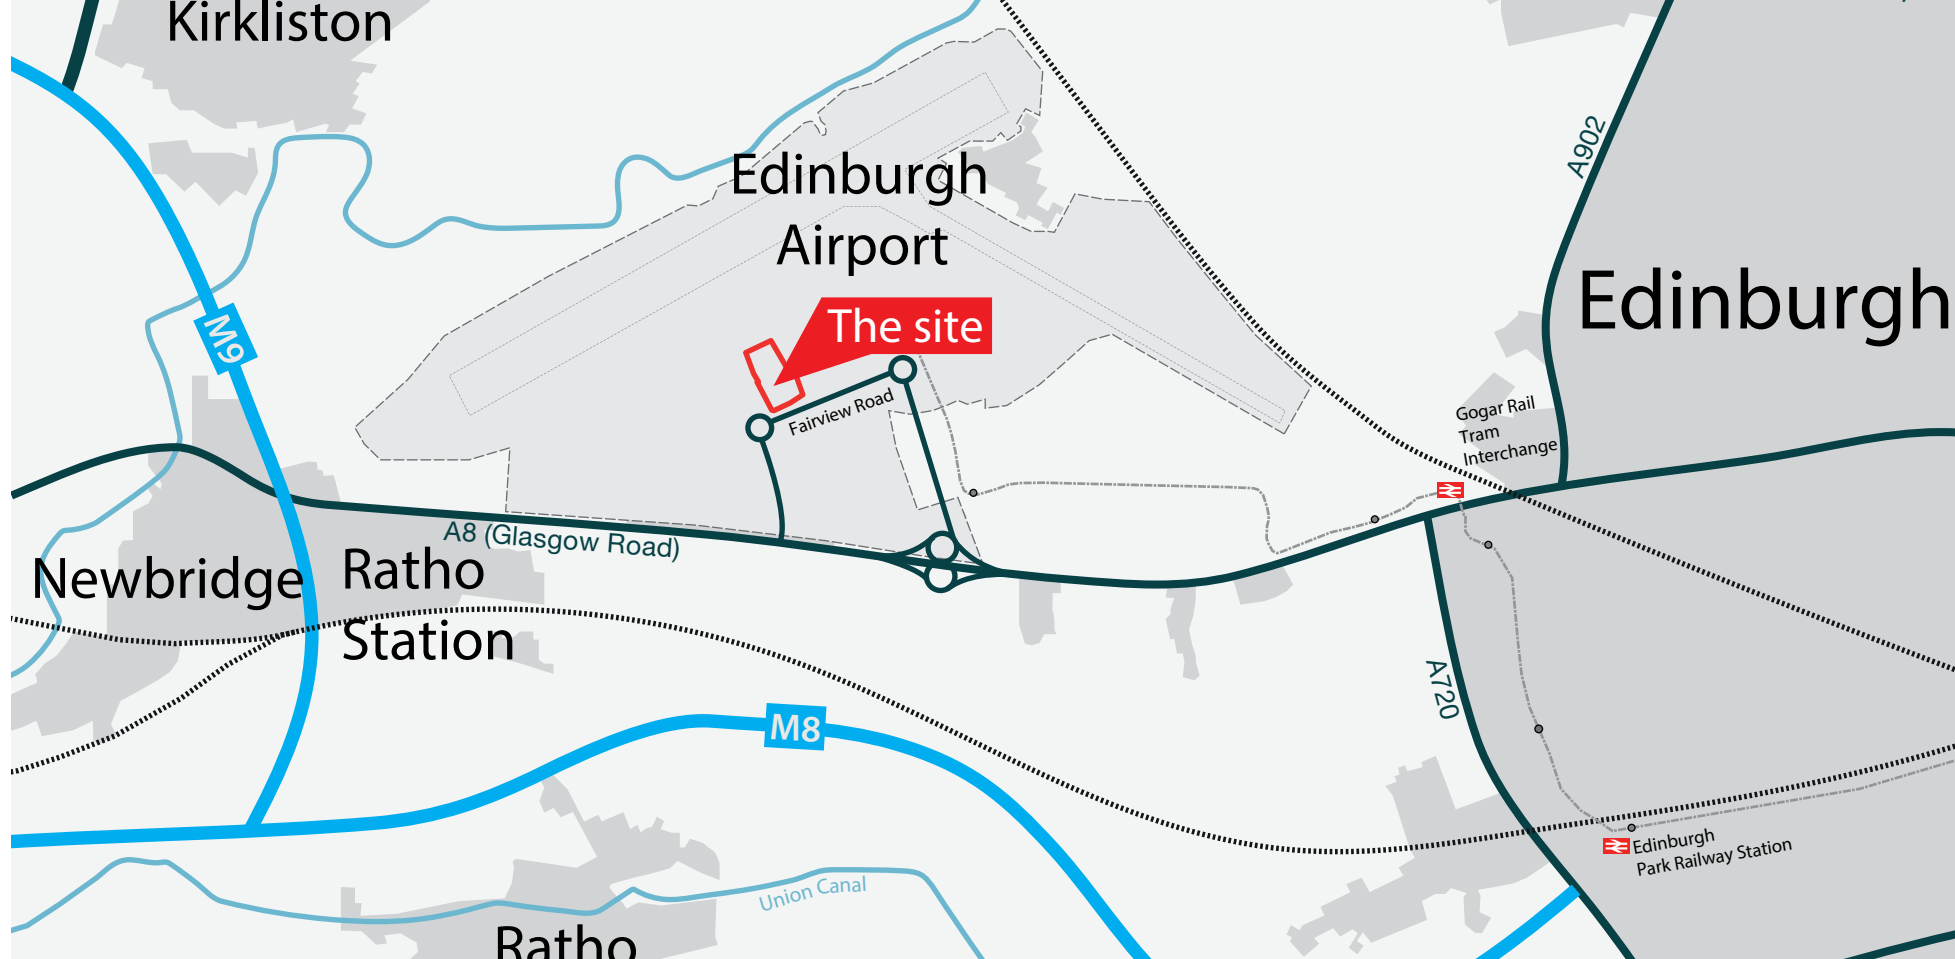 Kirkliston
A902
Edinburgh
Airport
Edinburgh
The site
M9
Fairview Road
Gogar Rail
Tram
Interchange
A8 (Glasgow Road)
Newbridge
Ratho
Station
A720
M8
Edinburgh
Park Railway Station
Union Canal
Ratho